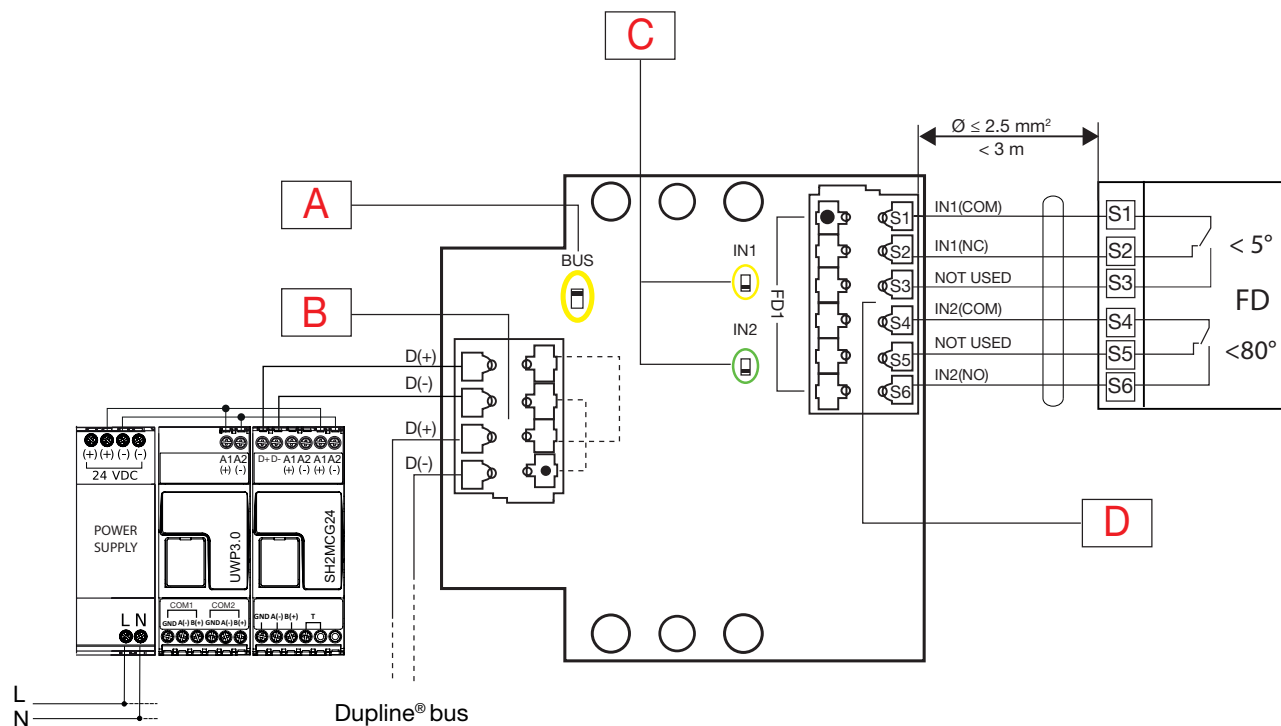 C
Ø ≤ 2.5 mm²
< 3 m
A
B
D
BUS
IN1
IN2
FD1
S1
S2
S3
S4
S5
S6
IN1(COM)
IN1(NC)
NOT USED
IN2(COM)
NOT USED
IN2(NO)
S1
S2
S3
S4
S5
S6
< 5°
FD
<80°
D(+)
D(-)
D(+)
D(-)
(+) (+) (-) (-)
24 VDC
POWER
SUPPLY
L N
A1 A2
(+) (-)
UWP3.0
COM1 COM2
GND A(-) B(+) GND A(-) B(+)
D+ D- A1 A2 A1 A2
(+) (-) (+) (-)
SH2MCG24
GND A(-) B(+) T
L
N
Dupline® bus